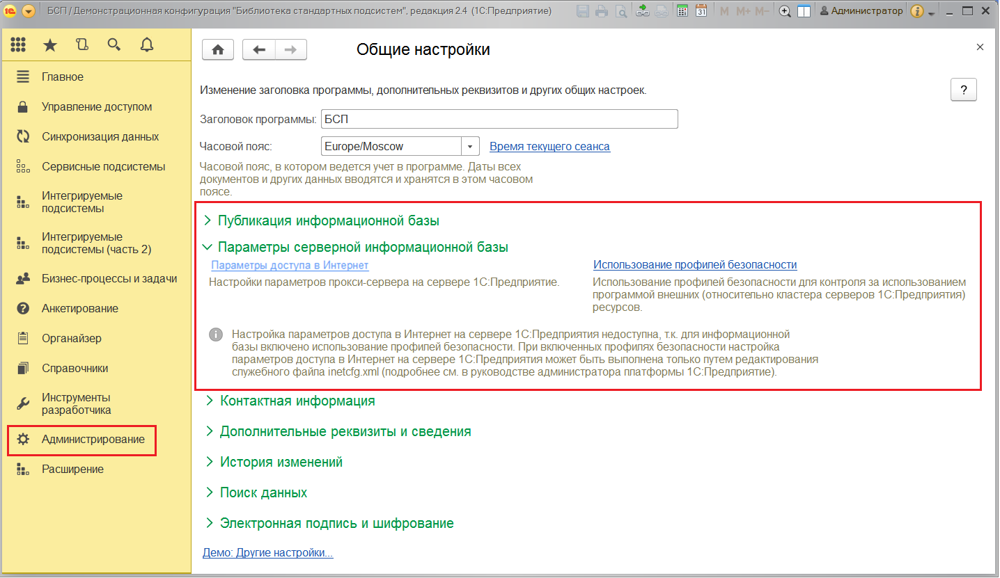 БСП / Демонстрационная конфигурация "Библиотека стандартных подсистем", редакция 2.4 (1С:Предприятие)
31
M M+ M-
Администратор
Главное
Управление доступом
Синхронизация данных
Сервисные подсистемы
Интегрируемые
подсистемы
Интегрируемые
подсистемы (часть 2)
Бизнес-процессы и задачи
Анкетирование
Органайзер
Справочники
Инструменты
разработчика
Администрирование
Расширение
Общие настройки
Изменение заголовка программы, дополнительных реквизитов и других общих настроек.
?
Заголовок программы: БСП
Часовой пояс: Europe/Moscow Время текущего сеанса
Часовой пояс, в котором ведется учет в программе. Даты всех
документов и других данных вводятся и хранятся в этом часовом
поясе.
Публикация информационной базы
Параметры серверной информационной базы
Параметры доступа в Интернет
Настройки параметров прокси-сервера на сервере 1С:Предприятие.
Использование профилей безопасности
Использование профилей безопасности для контроля за использованием
программой внешних (относительно кластера серверов 1С:Предприятия)
ресурсов.
Настройка параметров доступа в Интернет на сервере 1С:Предприятия недоступна, т.к. для информационной
базы включено использование профилей безопасности. При включенных профилях безопасности настройка
параметров доступа в Интернет на сервере 1С:Предприятия может быть выполнена только путем редактирования
служебного файла inetcfg.xml (подробнее см. в руководстве администратора платформы 1С:Предприятие).
Контактная информация
Дополнительные реквизиты и сведения
История изменений
Поиск данных
Электронная подпись и шифрование
Демо: Другие настройки...